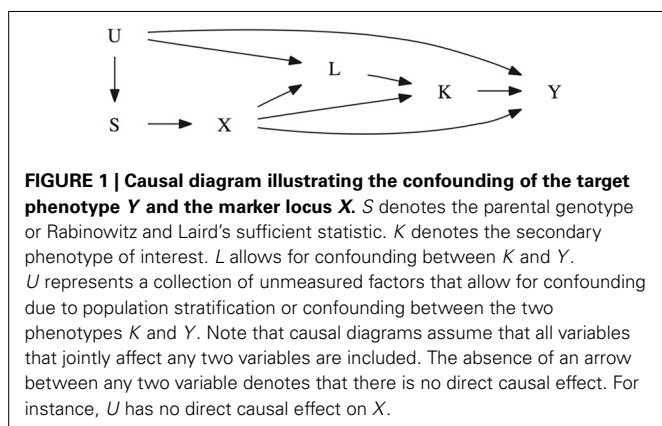 U
L
K
Y
S
X
FIGURE 1 | Causal diagram illustrating the confounding of the target
phenotype Y and the marker locus X. S denotes the parental genotype
or Rabinowitz and Laird's sufficient statistic. K denotes the secondary
phenotype of interest. L allows for confounding between K and Y.
U represents a collection of unmeasured factors that allow for confounding
due to population stratification or confounding between the two
phenotypes K and Y. Note that causal diagrams assume that all variables
that jointly affect any two variables are included. The absence of an arrow
between any two variable denotes that there is no direct causal effect. For
instance, U has no direct causal effect on X.